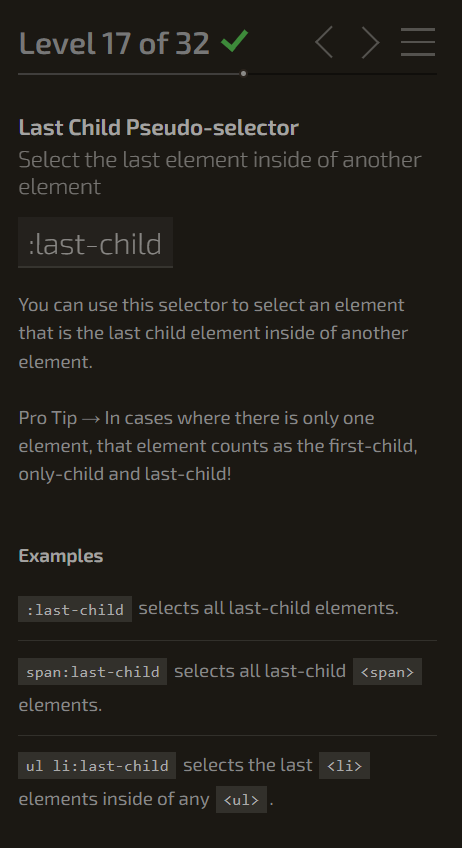 Level 17 of 32
Last Child Pseudo-selector
Select the last element inside of another
element
:last-child
You can use this selector to select an element
that is the last child element inside of another
element.
Pro Tip → In cases where there is only one
element, that element counts as the first-child,
only-child and last-child!
Examples
:last-child selects all last-child elements.
span:last-child selects all last-child <span>
elements.
ul li:last-child selects the last <li>
elements inside of any <ul> .